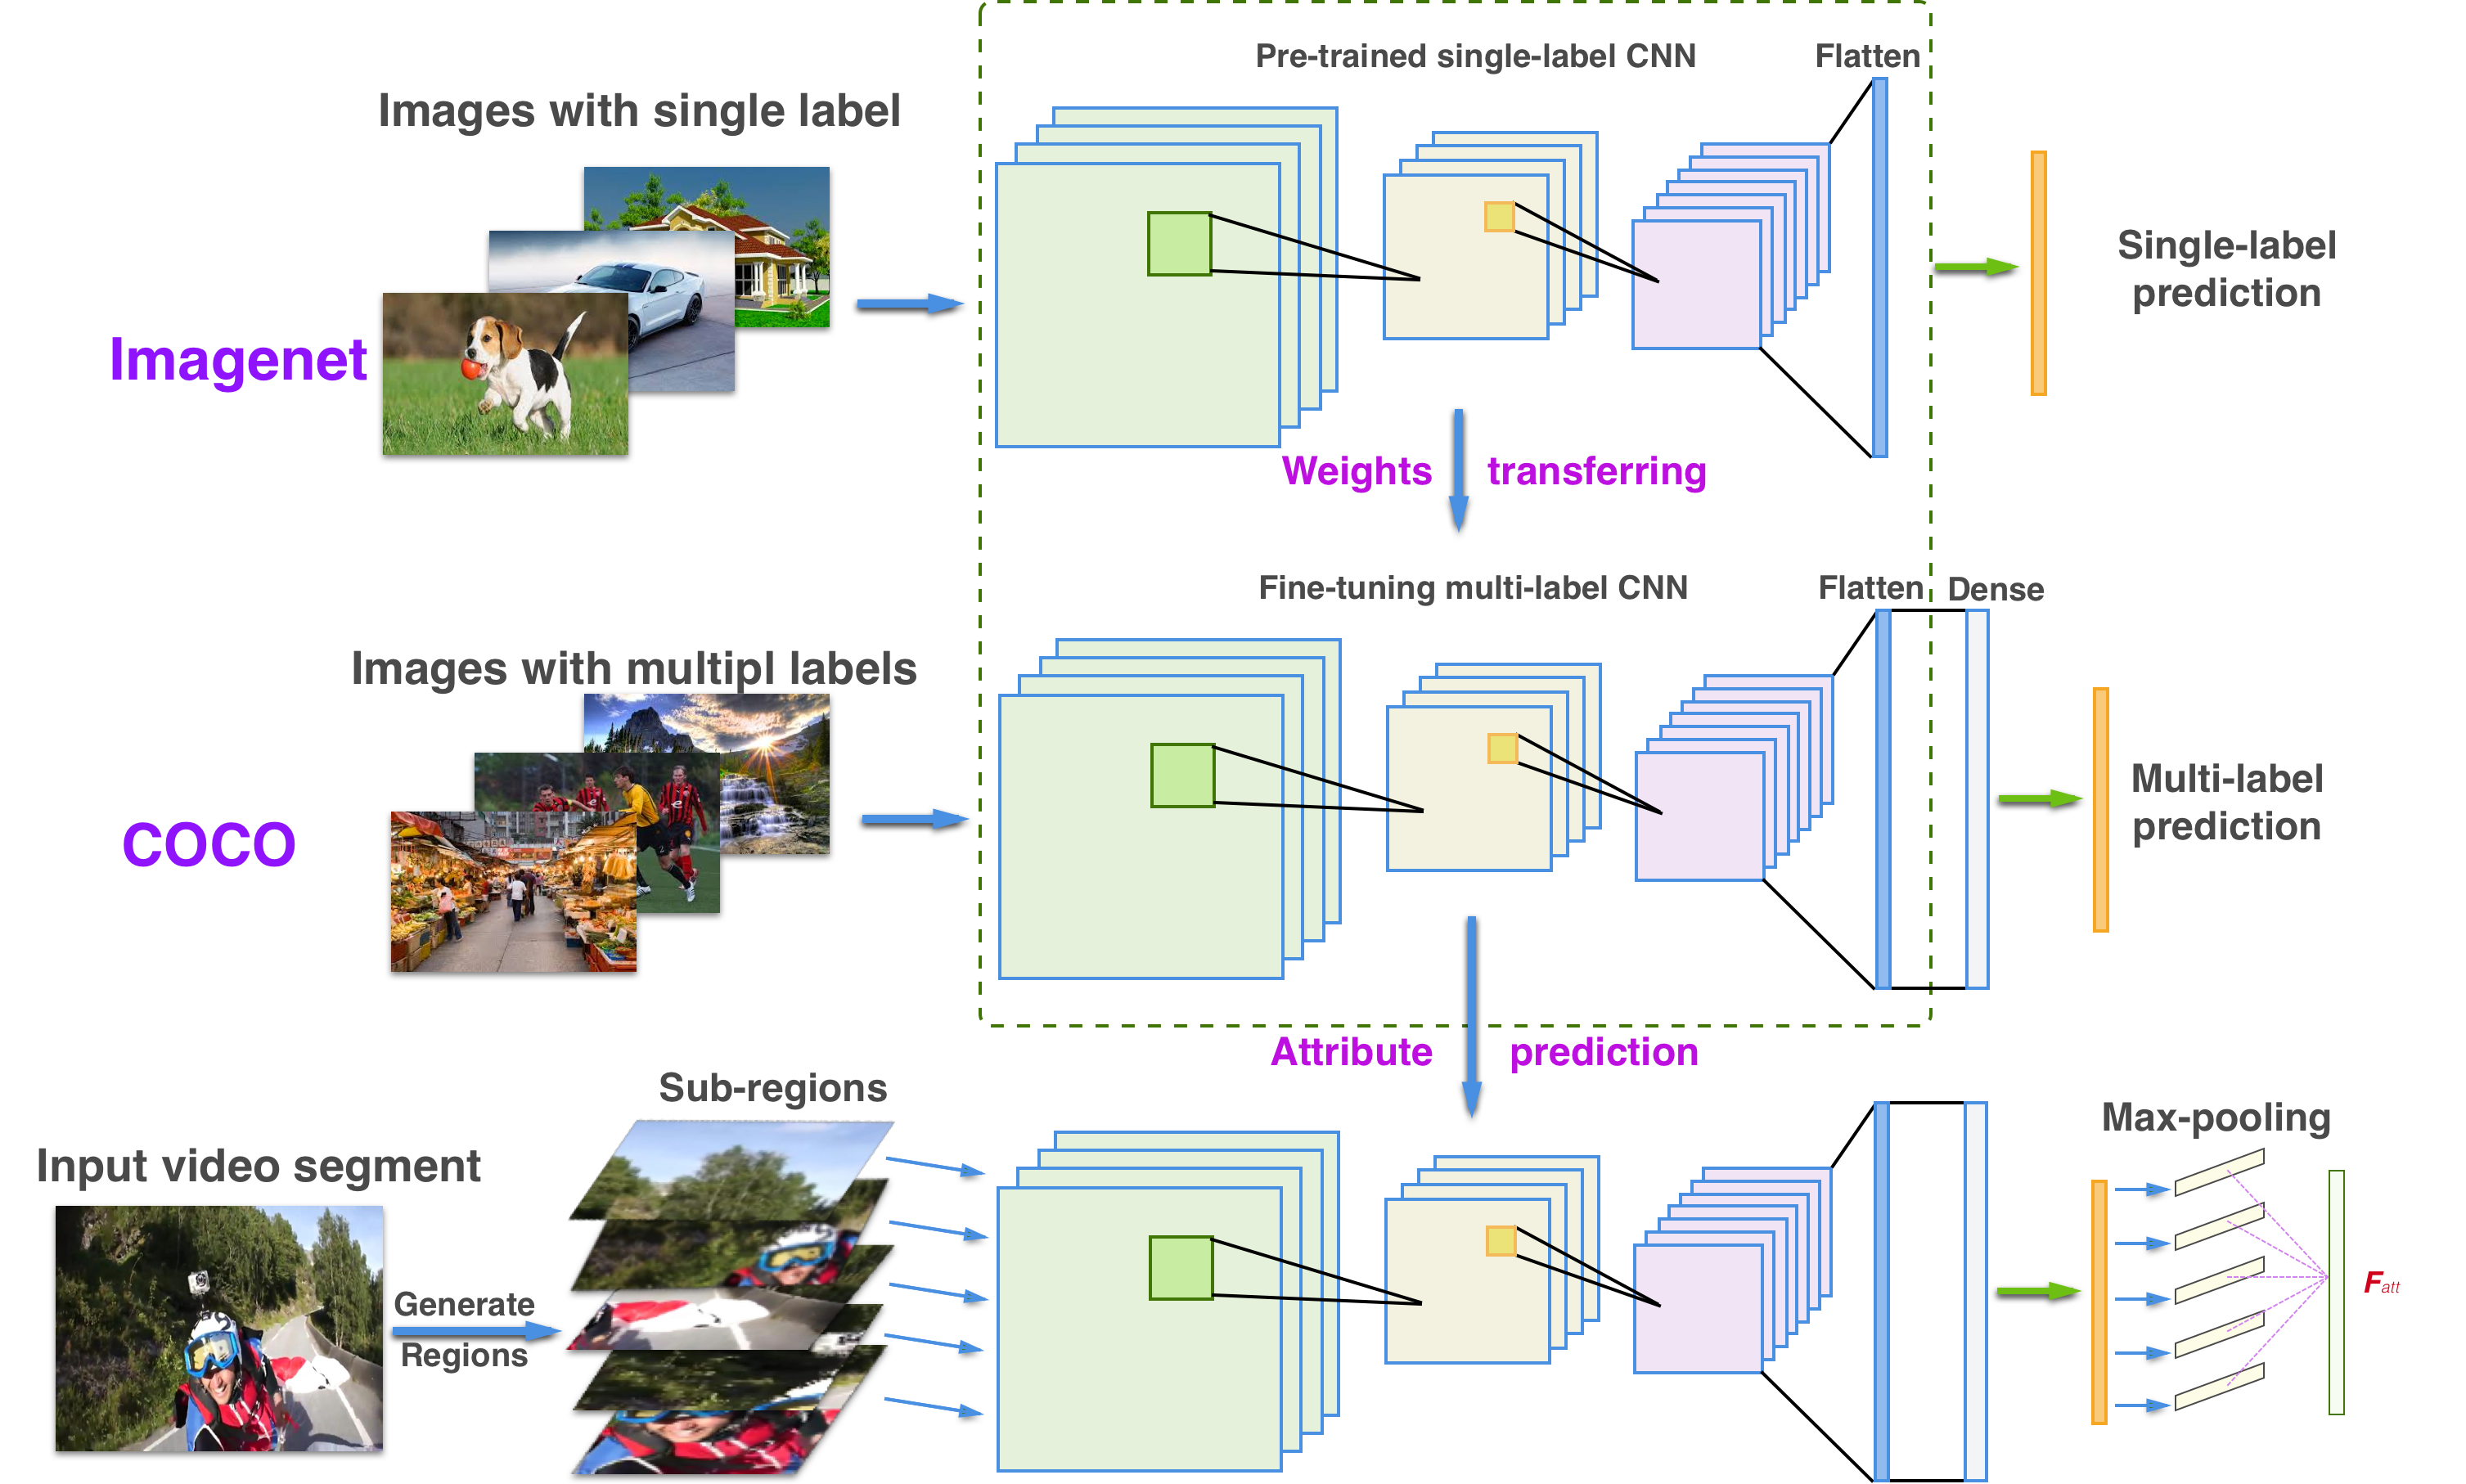 Pre-trained single-label CNN
Flatten
Images with single label
Imagenet
Single-label
prediction
Weights transferring
Fine-tuning multi-label CNN
Flatten
Dense
Images with multipl labels
COCO
Multi-label
prediction
Attribute prediction
Sub-regions
Max-pooling
Input video segment
Generate
Regions
F att